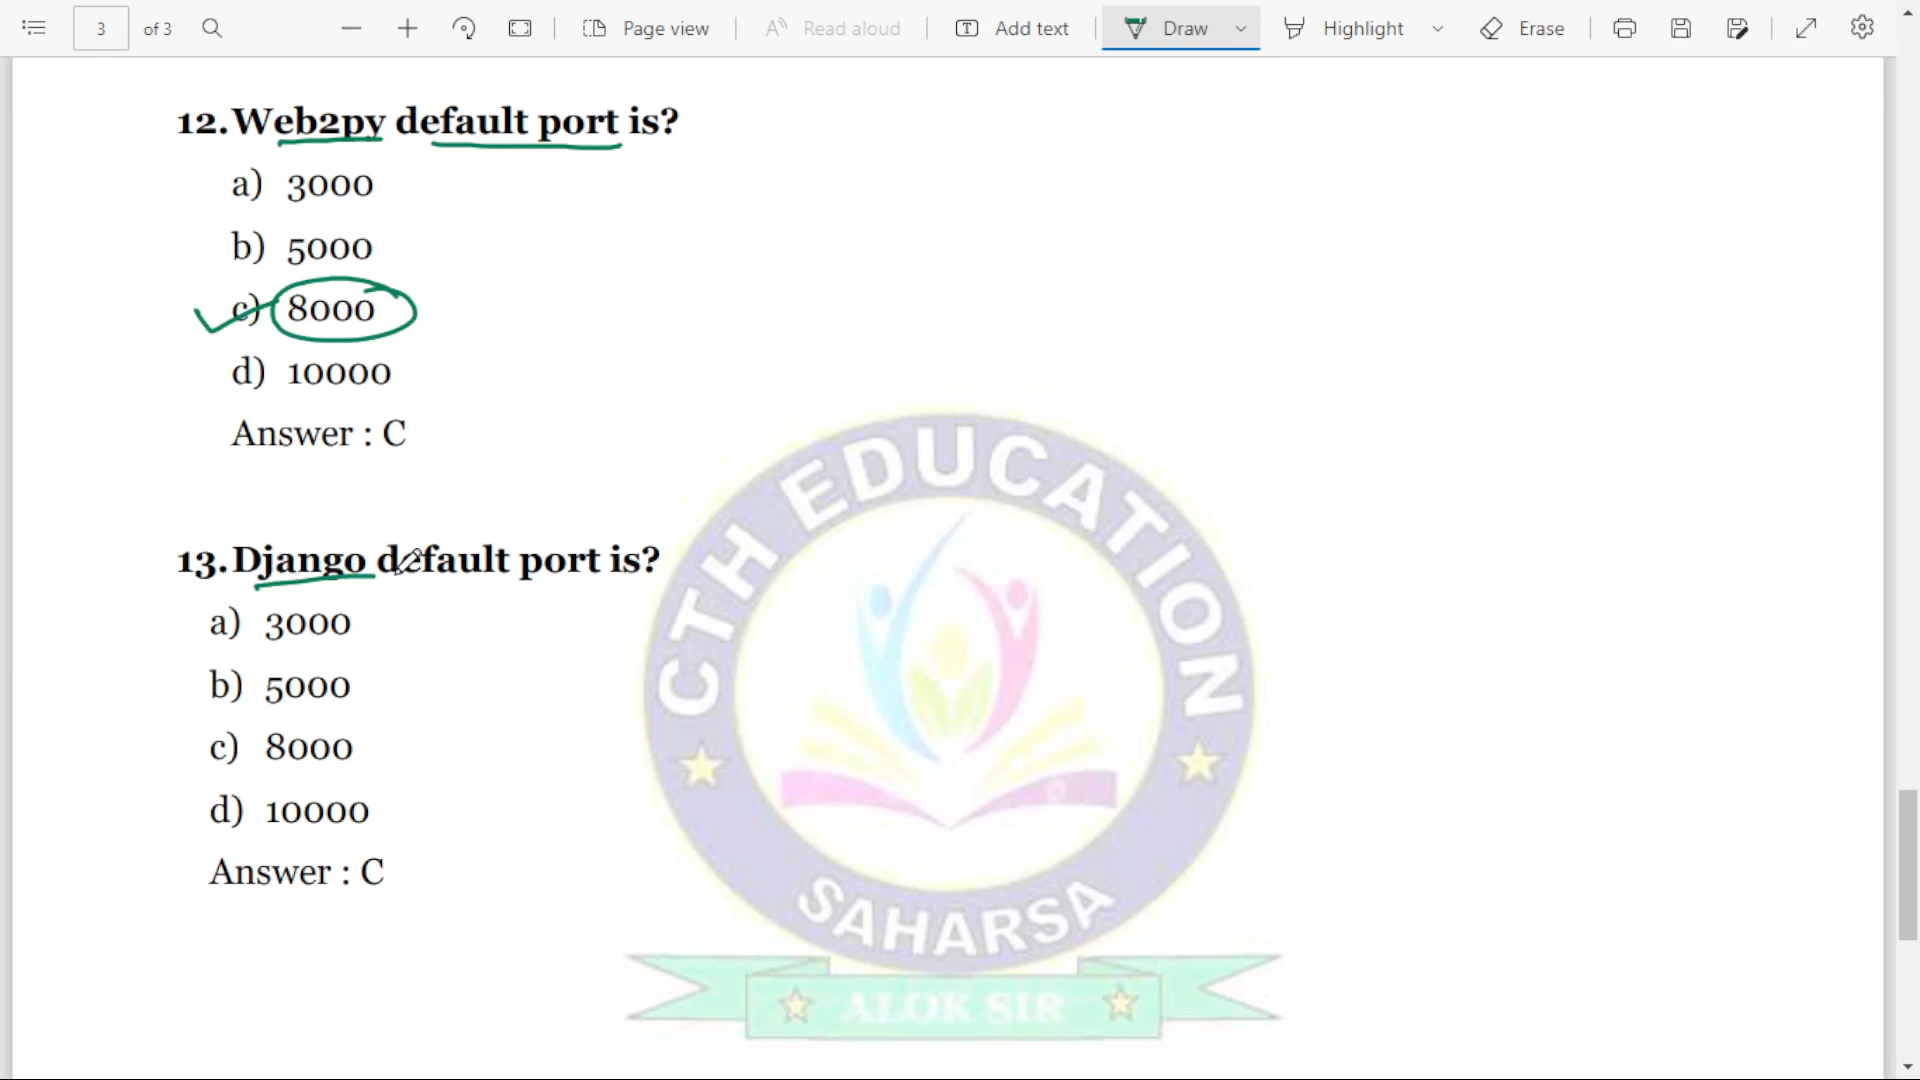 3 of 3 Page view Read aloud Add text Draw Highlight Erase
12. Web2py default port is?
a) 3000
b) 5000
c) 8000
d) 10000
Answer : C
13. Django default port is?
a) 3000
b) 5000
c) 8000
d) 10000
Answer : C
CTH EDUCATION
SAHARSA
ALOK SIR